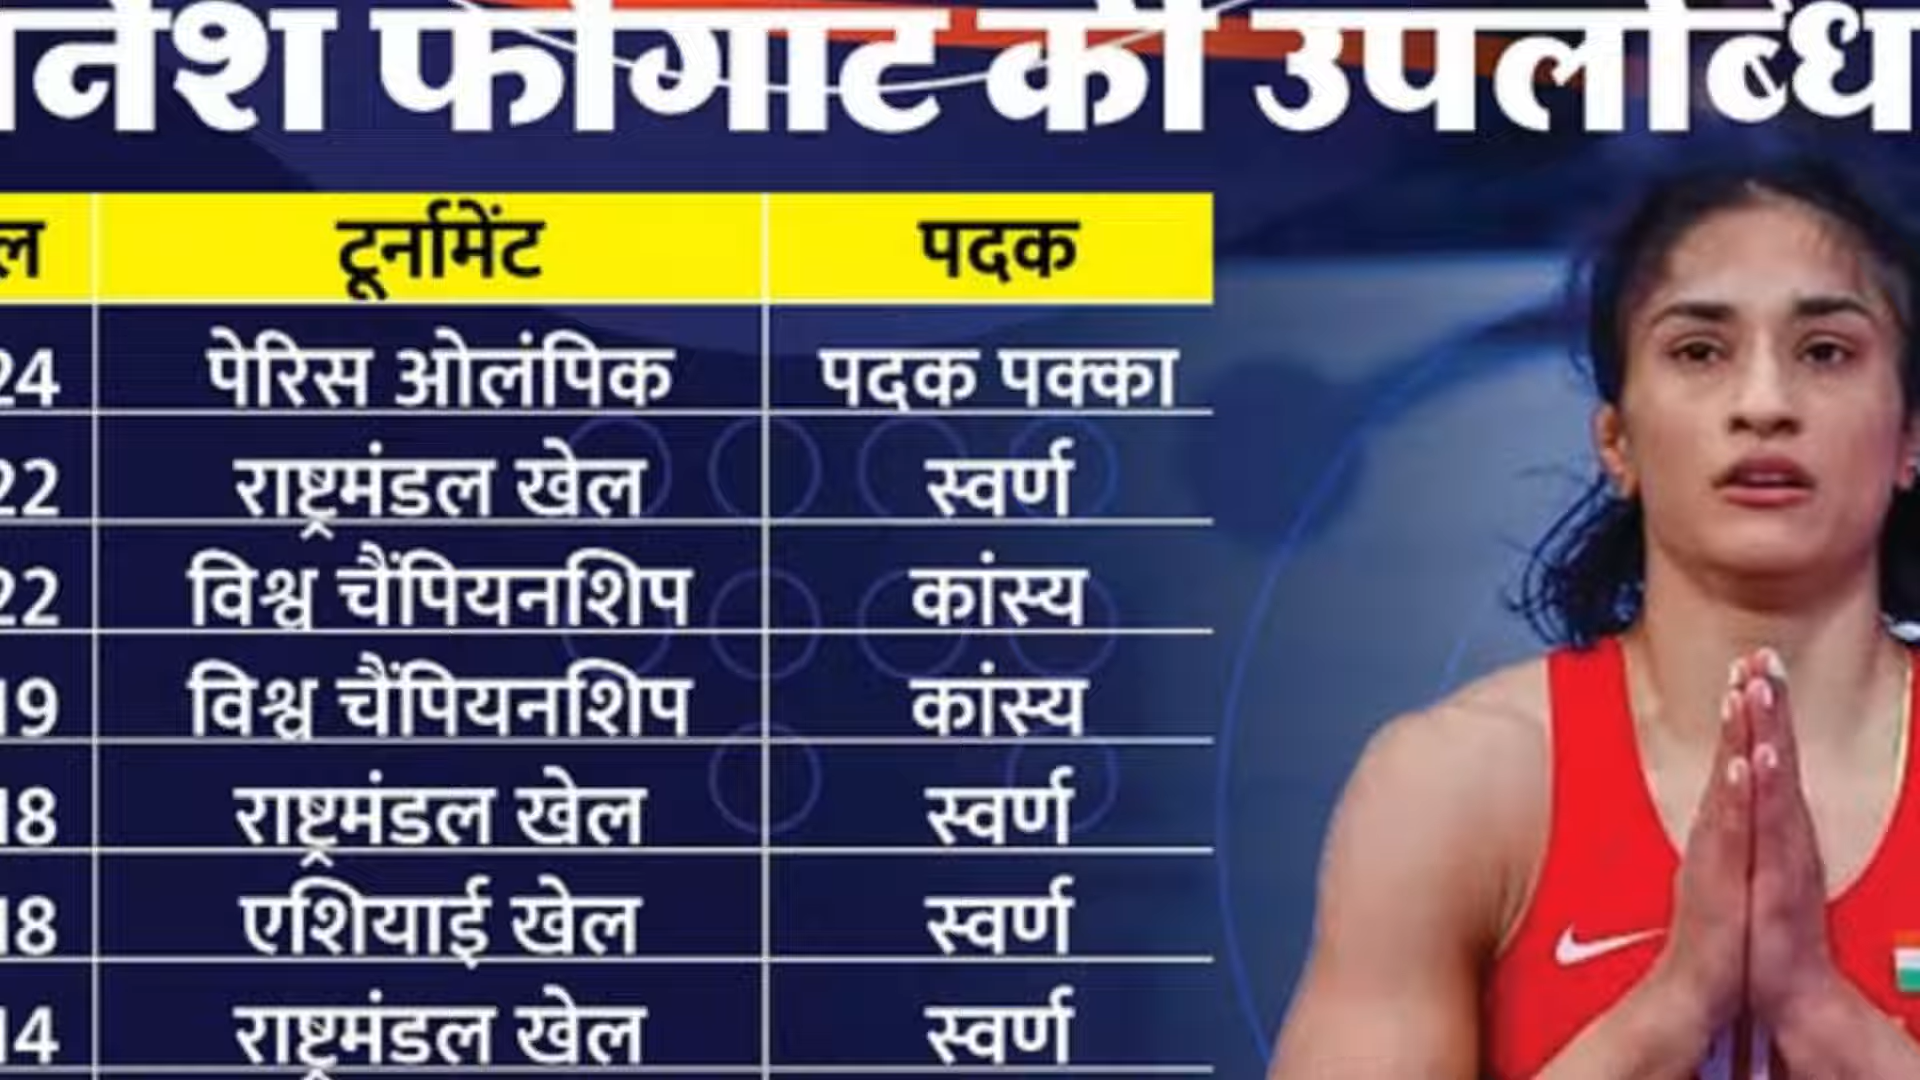 नेश फोगाट की उपलब्धि
ल टूर्नामेंट पदक
24 पेरिस ओलंपिक पदक पक्का
22 राष्ट्रमंडल खेल स्वर्ण
22 विश्व चैंपियनशिप कांस्य
19 विश्व चैंपियनशिप कांस्य
18 राष्ट्रमंडल खेल स्वर्ण
18 एशियाई खेल स्वर्ण
14 राष्ट्रमंडल खेल स्वर्ण